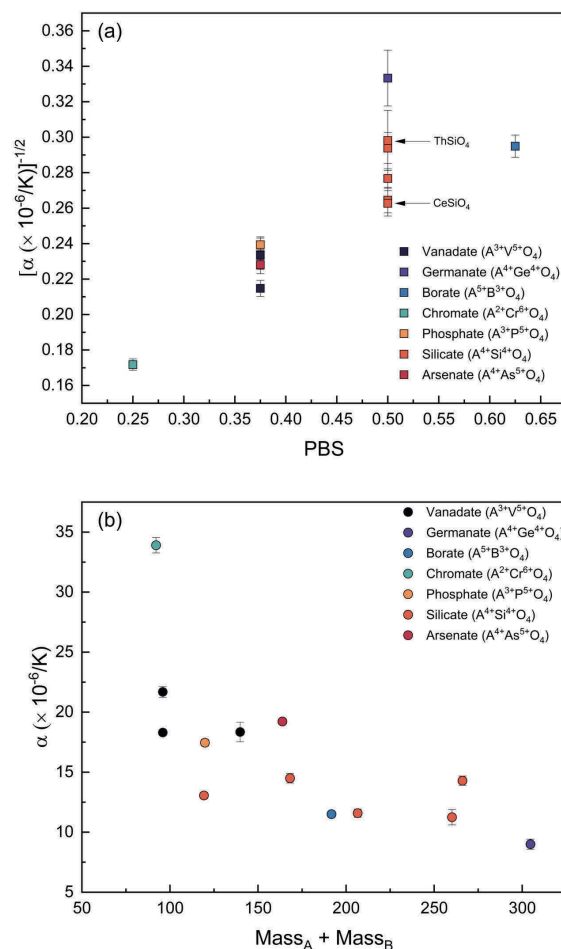 (a)
0.36
0.34
0.32
0.30
0.28
0.26
0.24
0.22
0.20
0.18
0.16
[α (× 10⁻⁶/K)]⁻¹/²
ThSiO₄
CeSiO₄
Vanadate (A³⁺V⁵⁺O₄)
Germanate (A⁴⁺Ge⁴⁺O₄)
Borate (A⁵⁺B³⁺O₄)
Chromate (A²⁺Cr⁶⁺O₄)
Phosphate (A³⁺P⁵⁺O₄)
Silicate (A⁴⁺Si⁴⁺O₄)
Arsenate (A⁴⁺As⁵⁺O₄)
0.20 0.25 0.30 0.35 0.40 0.45 0.50 0.55 0.60 0.65
PBS
(b)
35
30
25
20
15
10
5
α (× 10⁻⁶/K)
Vanadate (A³⁺V⁵⁺O₄)
Germanate (A⁴⁺Ge⁴⁺O₄)
Borate (A⁵⁺B³⁺O₄)
Chromate (A²⁺Cr⁶⁺O₄)
Phosphate (A³⁺P⁵⁺O₄)
Silicate (A⁴⁺Si⁴⁺O₄)
Arsenate (A⁴⁺As⁵⁺O₄)
50 100 150 200 250 300
Mass_A + Mass_B